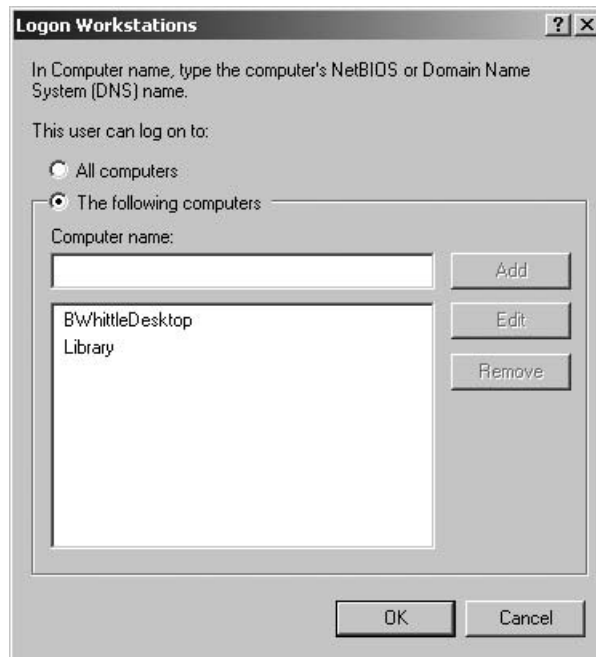 Logon Workstations
In Computer name, type the computer's NetBIOS or Domain Name
System (DNS) name.
This user can log on to:
All computers
The following computers
Computer name:
Add
BWhittleDesktop
Edit
Library
Remove
OK
Cancel